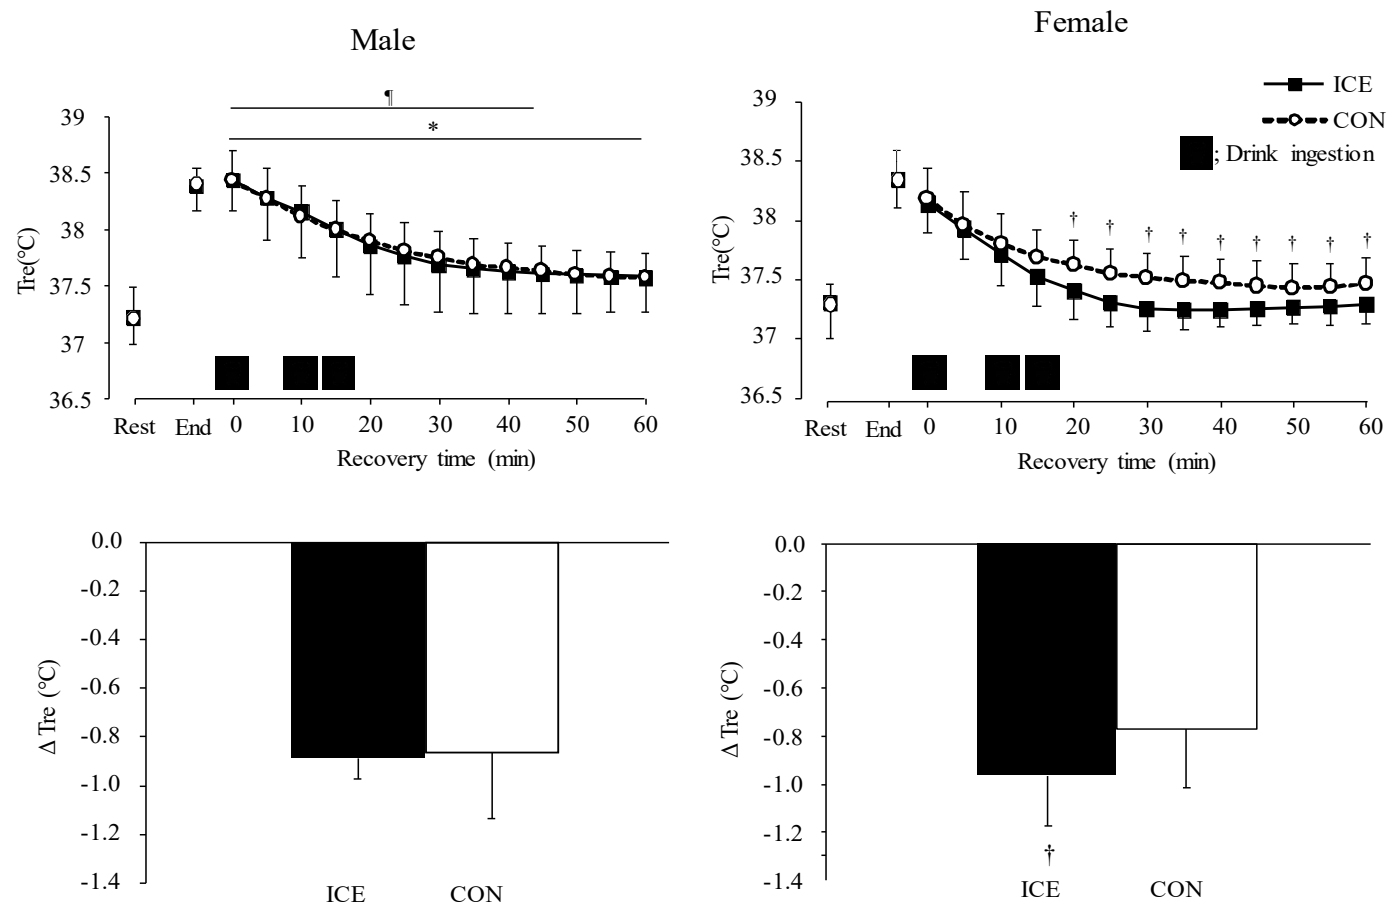 Male
Female
ICE
CON
; Drink ingestion
¶
*
39
38.5
38
37.5
37
36.5
Tre(°C)
Rest End 0 10 20 30 40 50 60
Recovery time (min)
39
38.5
38
37.5
37
36.5
Tre(°C)
† † † † † † † † †
Rest End 0 10 20 30 40 50 60
Recovery time (min)
0.0
-0.2
-0.4
-0.6
-0.8
-1.0
-1.2
-1.4
Δ Tre (°C)
ICE CON
0.0
-0.2
-0.4
-0.6
-0.8
-1.0
-1.2
-1.4
Δ Tre (°C)
†
ICE CON